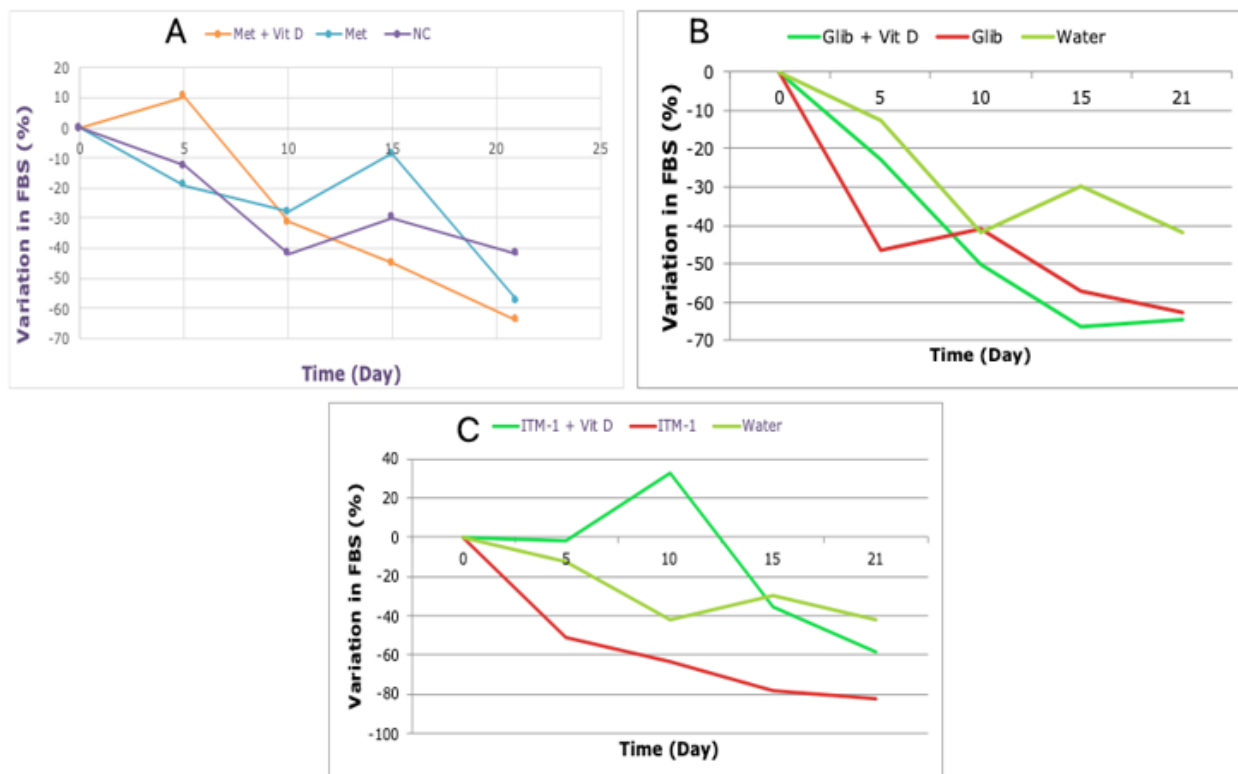 A
Met + Vit D Met NC
Variation in FBS (%)
20
10
0
-10
-20
-30
-40
-50
-60
-70
0 5 10 15 20 25
Time (Day)
B
Glib + Vit D Glib Water
Variation in FBS (%)
0
-10
-20
-30
-40
-50
-60
-70
0 5 10 15 21
Time (Day)
C
ITM-1 + Vit D ITM-1 Water
Variation in FBS (%)
40
20
0
-20
-40
-60
-80
-100
0 5 10 15 21
Time (Day)